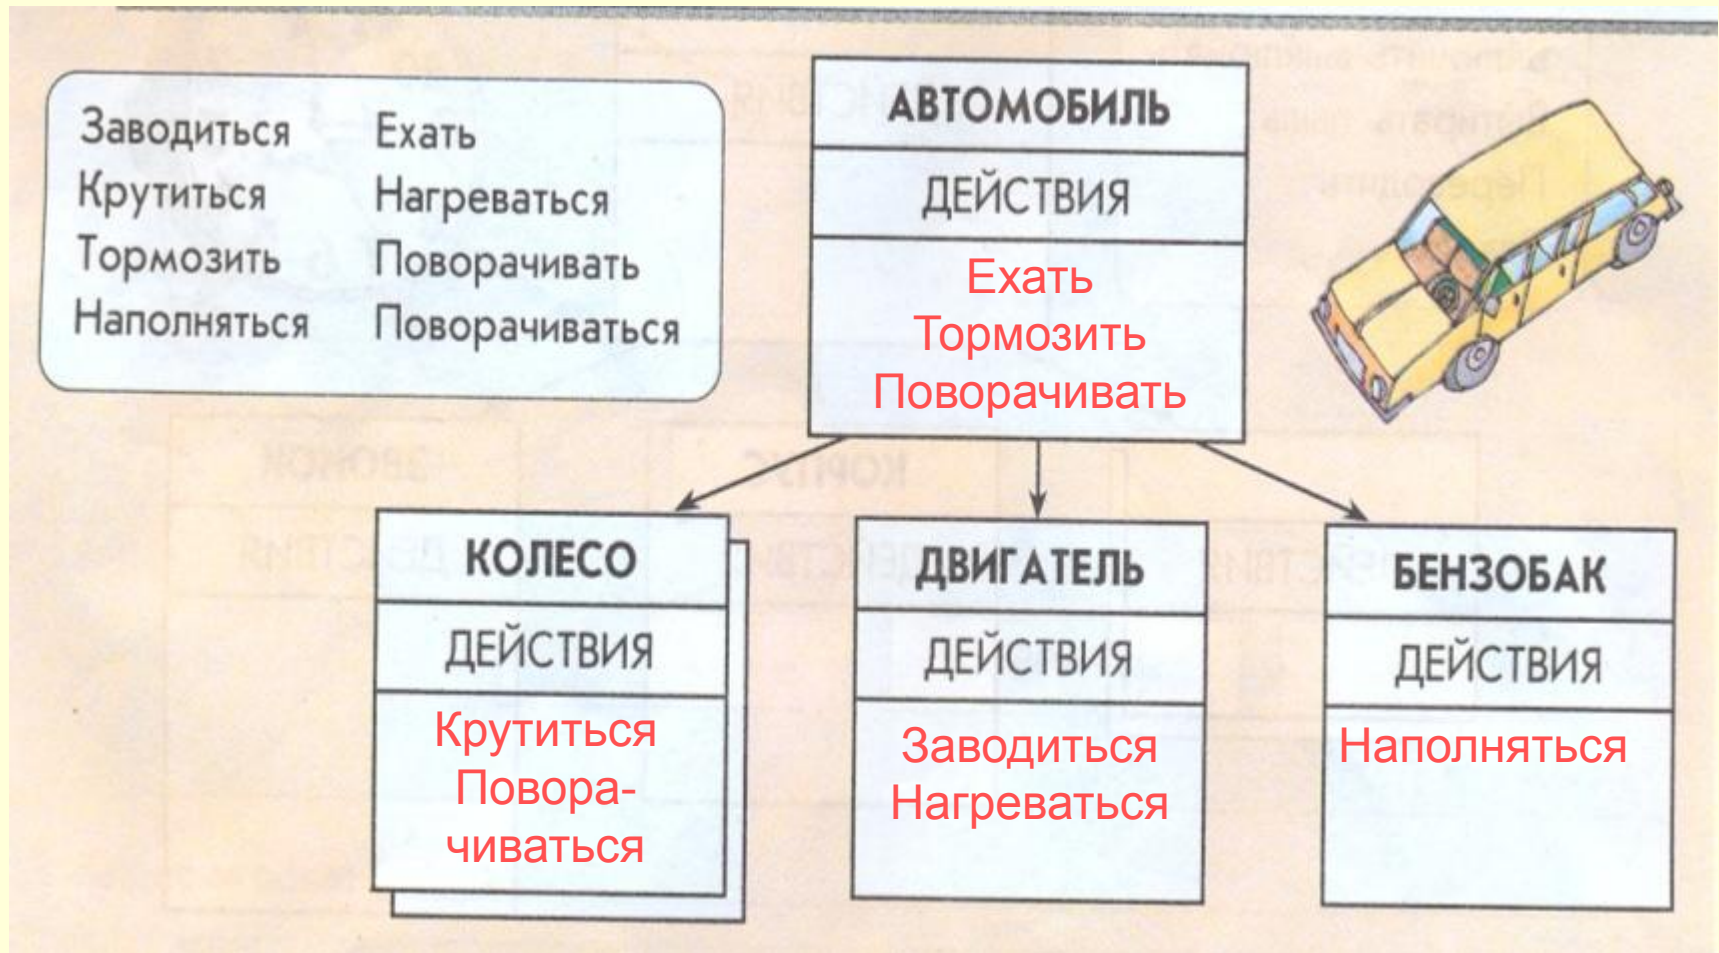 Заводиться Ехать
Крутиться Нагреваться
Тормозить Поворачивать
Наполняться Поворачиваться
АВТОМОБИЛЬ
ДЕЙСТВИЯ
Ехать
Тормозить
Поворачивать
КОЛЕСО
ДЕЙСТВИЯ
Крутиться
Повора-
чиваться
ДВИГАТЕЛЬ
ДЕЙСТВИЯ
Заводиться
Нагреваться
БЕНЗОБАК
ДЕЙСТВИЯ
Наполняться